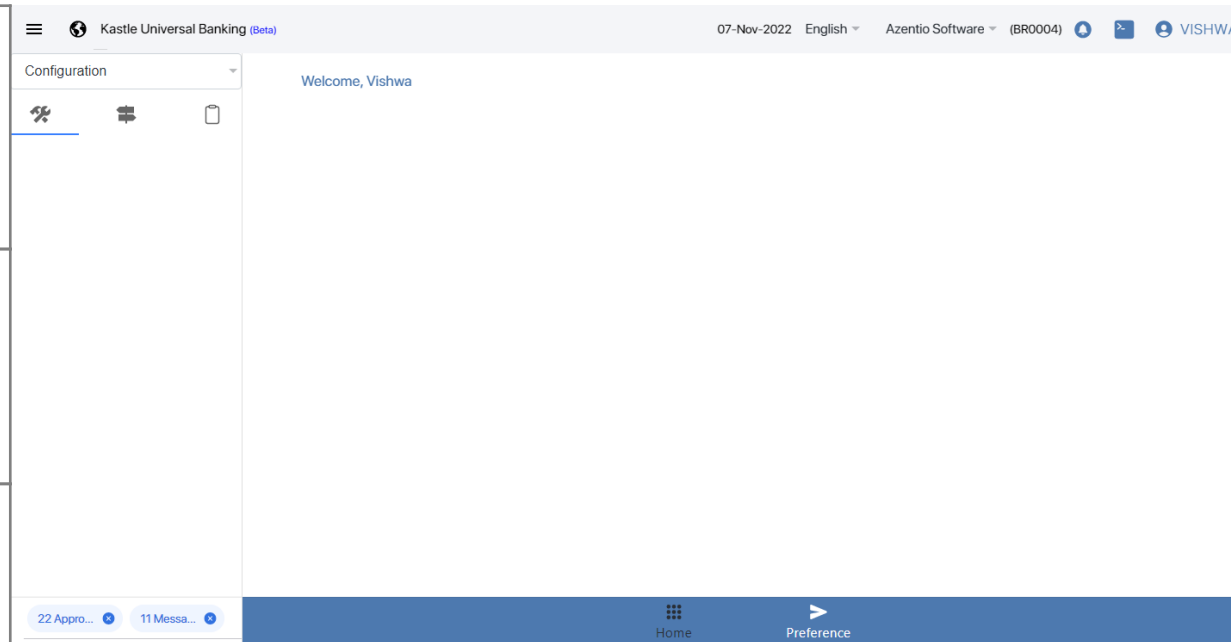 Kastle Universal Banking (Beta)
07-Nov-2022 English Azentio Software (BR0004) VISHWA
Configuration
Welcome, Vishwa
22 Appro... 11 Messa...
Home Preference